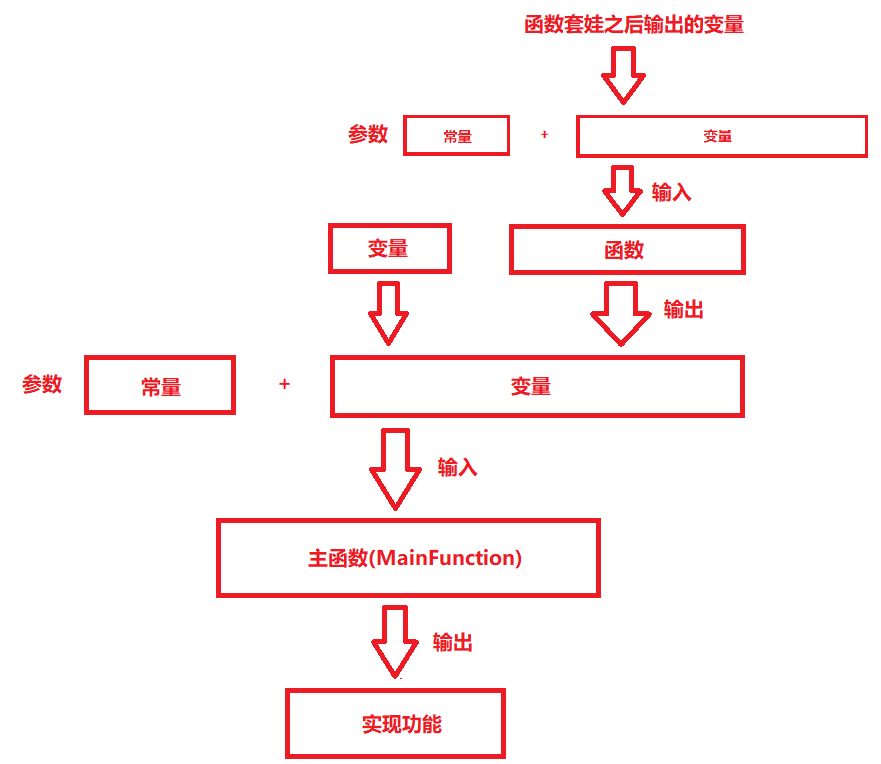 函数套娃之后输出的变量
参数 常量 + 变量
输入
变量 函数
输出
参数 常量 + 变量
输入
主函数(MainFunction)
输出
实现功能